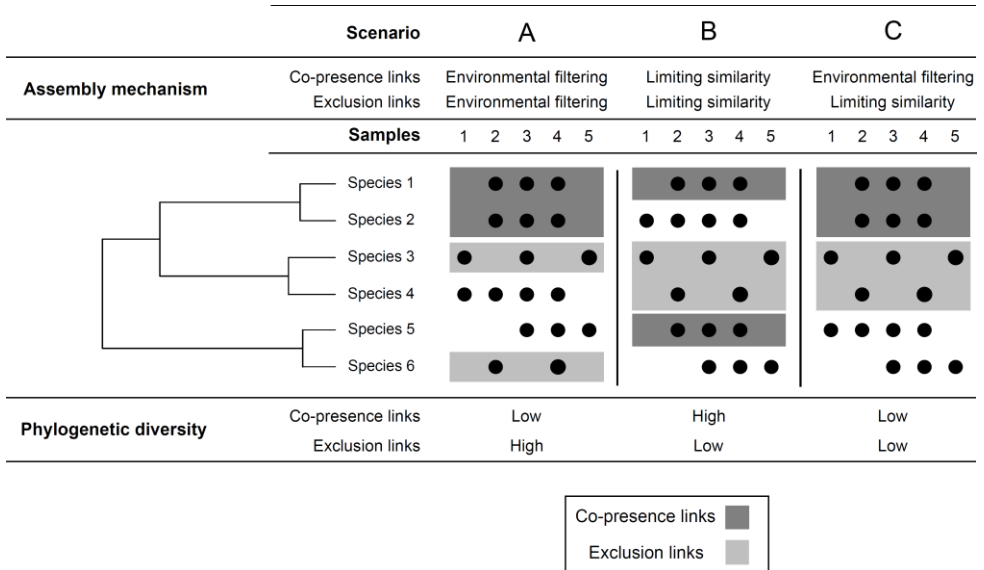 Scenario A B C
Assembly mechanism
Co-presence links Environmental filtering Limiting similarity Environmental filtering
Exclusion links Environmental filtering Limiting similarity Limiting similarity
Samples 1 2 3 4 5 1 2 3 4 5 1 2 3 4 5
Species 1
Species 2
Species 3
Species 4
Species 5
Species 6
Phylogenetic diversity
Co-presence links Low High Low
Exclusion links High Low Low
Co-presence links
Exclusion links